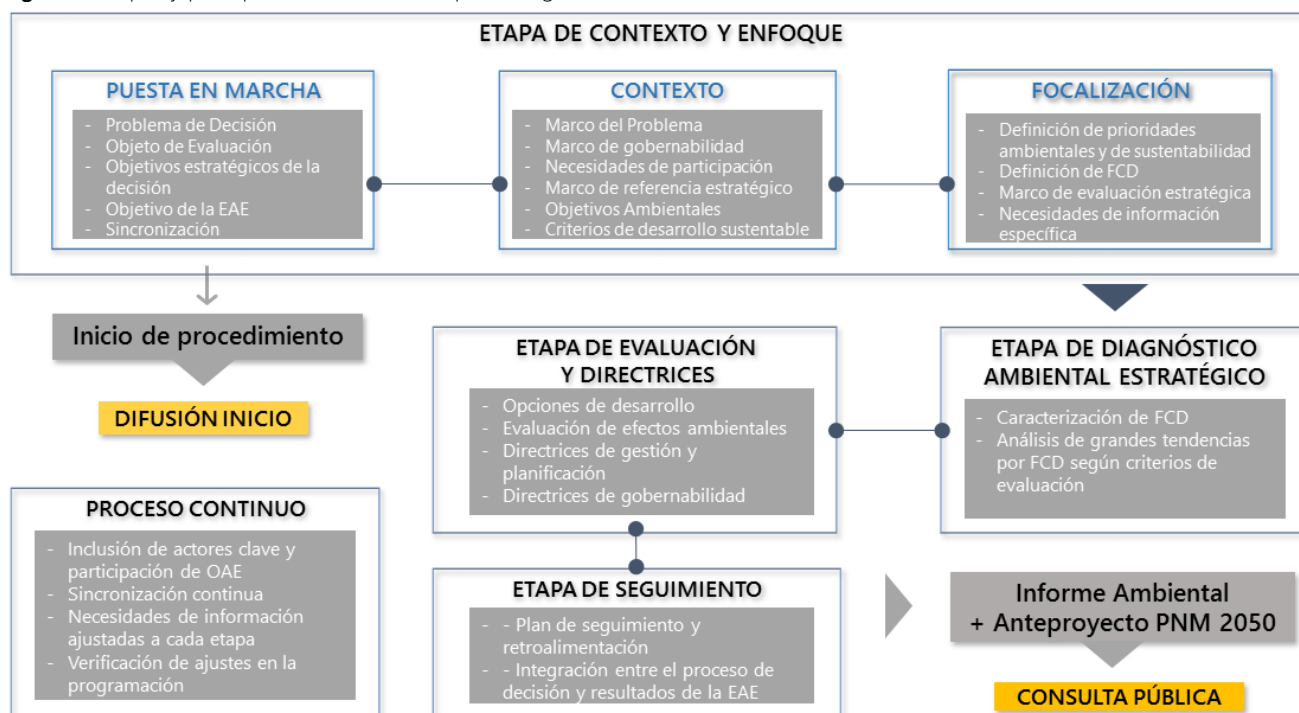 ETAPA DE CONTEXTO Y ENFOQUE
PUESTA EN MARCHA
- Problema de Decisión
- Objeto de Evaluación
- Objetivos estratégicos de la
decisión
- Objetivo de la EAE
- Sincronización
CONTEXTO
- Marco del Problema
- Marco de gobernabilidad
- Necesidades de participación
- Marco de referencia estratégico
- Objetivos Ambientales
- Criterios de desarrollo sustentable
FOCALIZACIÓN
- Definición de prioridades
ambientales y de sustentabilidad
- Definición de FCD
- Marco de evaluación estratégica
- Necesidades de información
específica
Inicio de procedimiento
DIFUSIÓN INICIO
ETAPA DE EVALUACIÓN
Y DIRECTRICES
- Opciones de desarrollo
- Evaluación de efectos ambientales
- Directrices de gestión y
planificación
- Directrices de gobernabilidad
ETAPA DE DIAGNÓSTICO
AMBIENTAL ESTRATÉGICO
- Caracterización de FCD
- Análisis de grandes tendencias
por FCD según criterios de
evaluación
PROCESO CONTINUO
- Inclusión de actores clave y
participación de OAE
- Sincronización continua
- Necesidades de información
ajustadas a cada etapa
- Verificación de ajustes en la
programación
ETAPA DE SEGUIMIENTO
- - Plan de seguimiento y
retroalimentación
- - Integración entre el proceso de
decisión y resultados de la EAE
Informe Ambiental
+ Anteproyecto PNM 2050
CONSULTA PÚBLICA